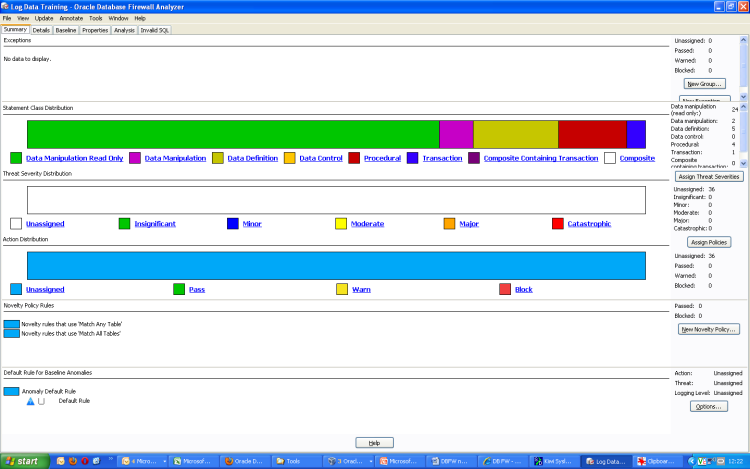 Log Data Training - Oracle Database Firewall Analyzer
File View Update Annotate Tools Window Help
Summary Details Baseline Properties Analysis Invalid SQL
Exceptions
No data to display.
Unassigned: 0
Passed: 0
Warned: 0
Blocked: 0
New Group...
New Exception...
Statement Class Distribution
Data Manipulation Read Only Data Manipulation Data Definition Data Control Procedural Transaction Composite Containing Transaction Composite
Data manipulation (read only:) 24
Data manipulation: 2
Data definition: 5
Data control: 0
Procedural: 4
Transaction: 1
Composite containing transaction: 0
Threat Severity Distribution
Unassigned Insignificant Minor Moderate Major Catastrophic
Assign Threat Severities
Unassigned: 36
Insignificant: 0
Minor: 0
Moderate: 0
Major: 0
Catastrophic: 0
Action Distribution
Unassigned Pass Warn Block
Assign Policies
Unassigned: 36
Passed: 0
Warned: 0
Blocked: 0
Novelty Policy Rules
Novelty rules that use 'Match Any Table'
Novelty rules that use 'Match All Tables'
Passed: 0
Blocked: 0
New Novelty Policy...
Default Rule for Baseline Anomalies
Anomaly Default Rule
Default Rule
Action: Unassigned
Threat: Unassigned
Logging Level: Unassigned
Options...
Help
start 6 Micro... Microsof... Oracle D... Tools 3 Oracl... Microsof... DBFW n... DB FW - ... Kiwi Sysl... Log Data... Clipboar... 12:22